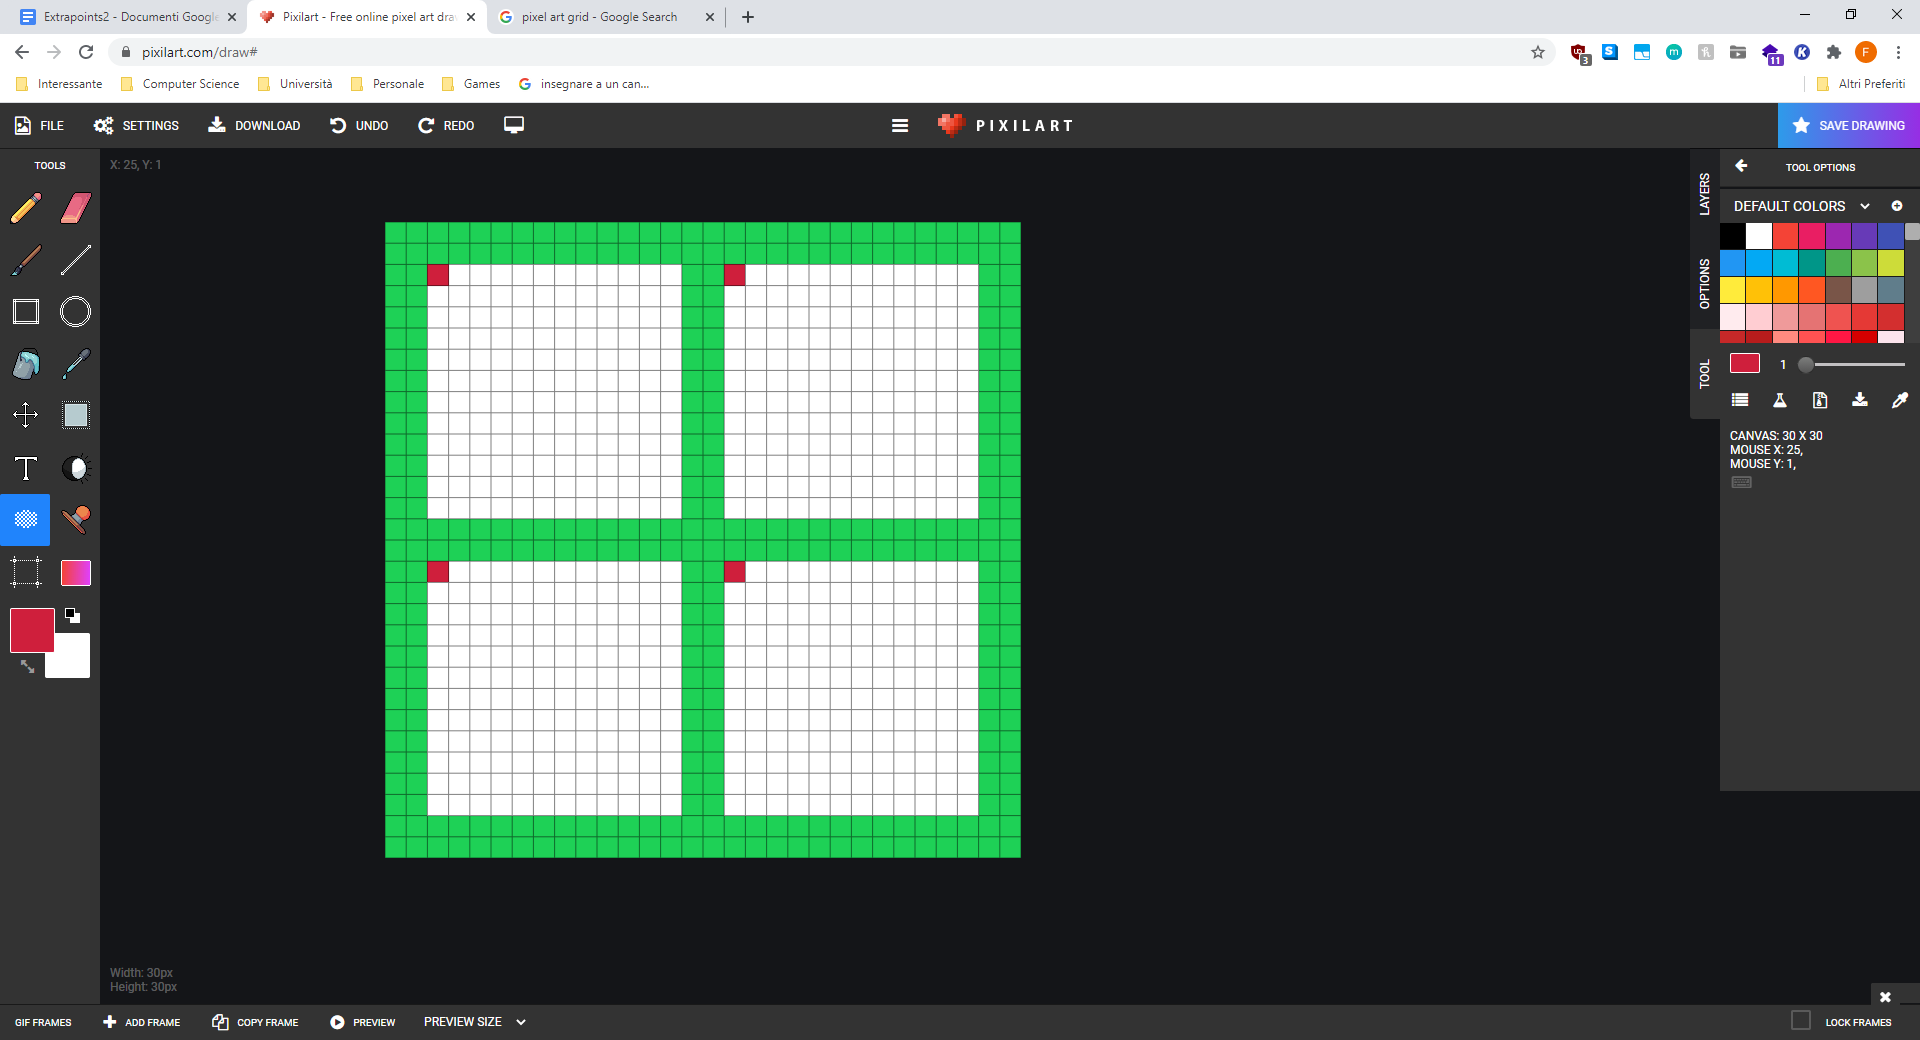 Extrapoints2 - Documenti Google
Pixilart - Free online pixel art draw
pixel art grid - Google Search
pixilart.com/draw#
3
11
F
Interessante
Computer Science
Università
Personale
Games
insegnare a un can...
Altri Preferiti
FILE
SETTINGS
DOWNLOAD
UNDO
REDO
PIXILART
SAVE DRAWING
TOOLS
X: 25, Y: 1
LAYERS
OPTIONS
TOOL
TOOL OPTIONS
DEFAULT COLORS
1
CANVAS: 30 X 30
MOUSE X: 25,
MOUSE Y: 1,
Width: 30px
Height: 30px
GIF FRAMES
ADD FRAME
COPY FRAME
PREVIEW
PREVIEW SIZE
LOCK FRAMES